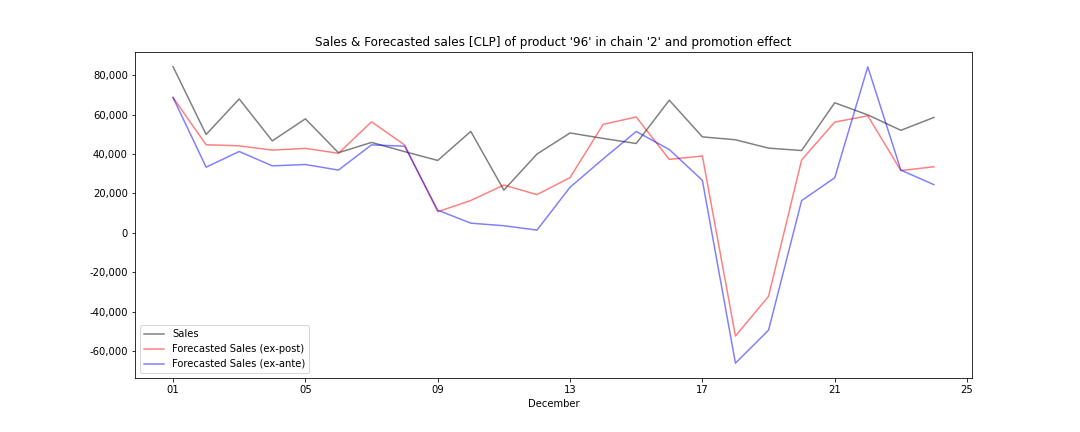 Sales & Forecasted sales [CLP] of product '96' in chain '2' and promotion effect
80,000
60,000
40,000
20,000
0
-20,000
-40,000
-60,000
Sales
Forecasted Sales (ex-post)
Forecasted Sales (ex-ante)
01 05 09 13 17 21 25
December